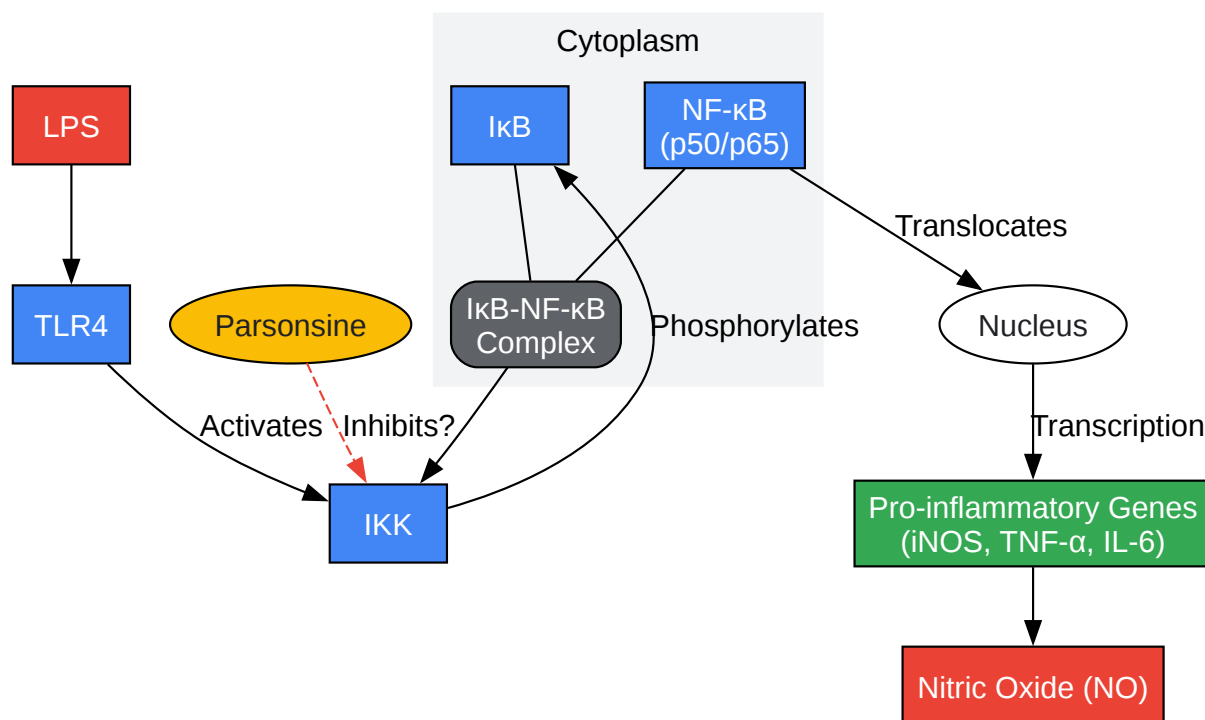 Cytoplasm
LPS
IκB
NF-κB
(p50/p65)
Translocates
TLR4
Parsonsine
IκB-NF-κB
Complex
Phosphorylates
Nucleus
Activates
Inhibits?
Transcription
IKK
Pro-inflammatory Genes
(iNOS, TNF-α, IL-6)
Nitric Oxide (NO)